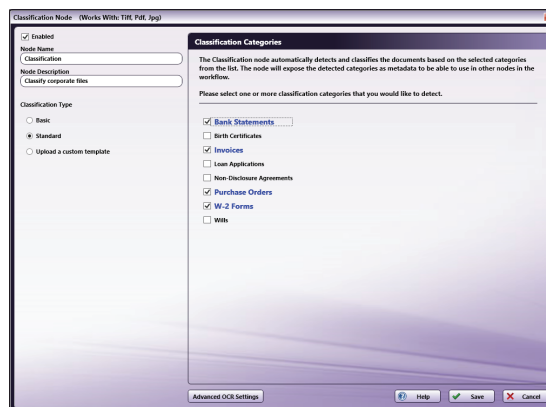 Classification Node (Works With: Tiff, Pdf, Jpg)
Enabled
Node Name
Classification
Node Description
Classify corporate files
Classification Type
Basic
Standard
Upload a custom template
Classification Categories
The Classification node automatically detects and classifies the documents based on the selected categories
from the list. The node will expose the detected categories as metadata to be able to use in other nodes in the
workflow.
Please select one or more classification categories that you would like to detect.
Bank Statements
Birth Certificates
Invoices
Loan Applications
Non-Disclosure Agreements
Purchase Orders
W-2 Forms
Wills
Advanced OCR Settings
Help
Save
Cancel